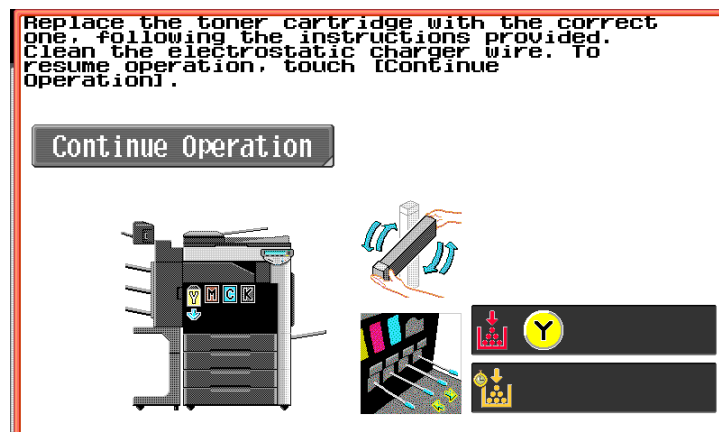 Replace the toner cartridge with the correct
one, following the instructions provided.
Clean the electrostatic charger wire. To
resume operation, touch [Continue
Operation].
Continue Operation
Y M C K
Y